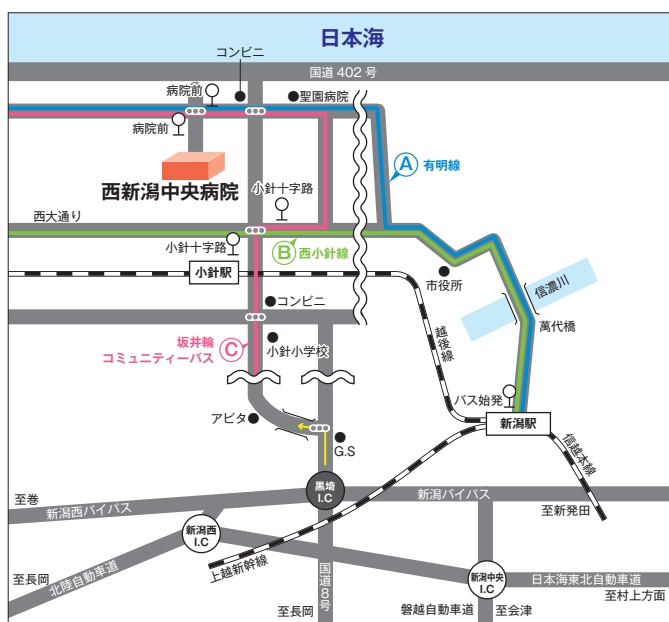 日本海
コンビニ
国道 402 号
病院前
聖園病院
病院前
A 有明線
西新潟中央病院
小針十字路
西大通り
小針十字路
B 西小針線
小針駅
市役所
信濃川
コンビニ
萬代橋
越後線
坂井輪
コミュニティーバス
C
小針小学校
バス始発
アピタ
新潟駅
G.S
信越本線
黒埼
I.C
至巻
新潟西バイパス
新潟バイパス
至新発田
新潟西
I.C
上越新幹線
国道8号
至長岡
北陸自動車道
新潟中央
I.C
日本海東北自動車道
至村上方面
至長岡
磐越自動車道
至会津